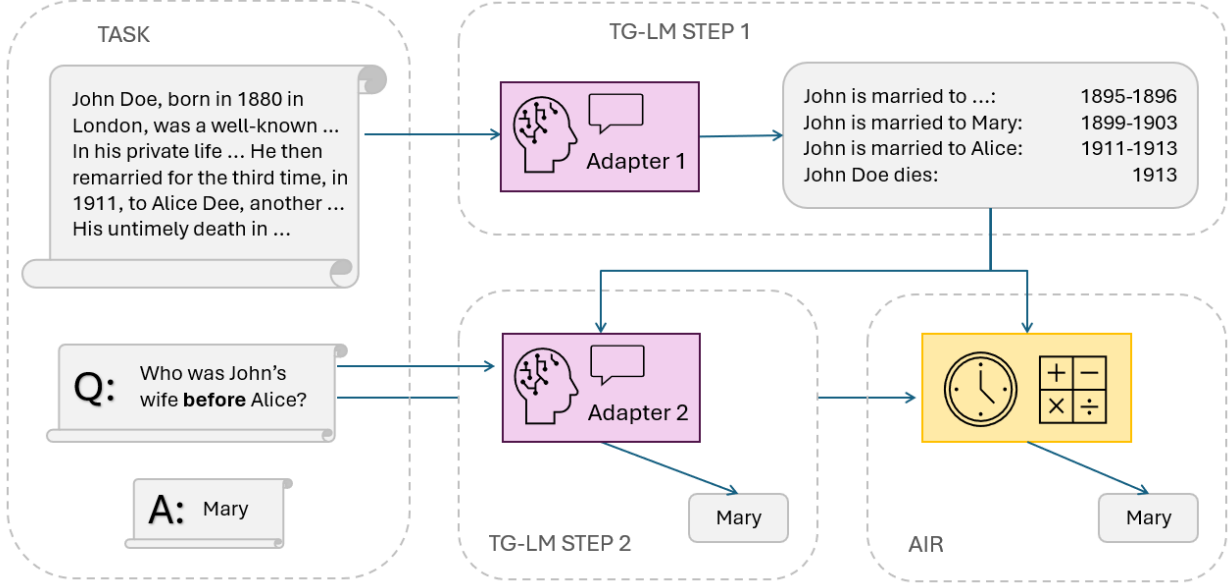 TASK
John Doe, born in 1880 in
London, was a well-known ...
In his private life ... He then
remarried for the third time, in
1911, to Alice Dee, another ...
His untimely death in ...
Q:
Who was John's
wife before Alice?
A:
Mary
TG-LM STEP 1
Adapter 1
John is married to ...: 1895-1896
John is married to Mary: 1899-1903
John is married to Alice: 1911-1913
John Doe dies: 1913
Adapter 2
Mary
TG-LM STEP 2
+ −
× ÷
Mary
AIR